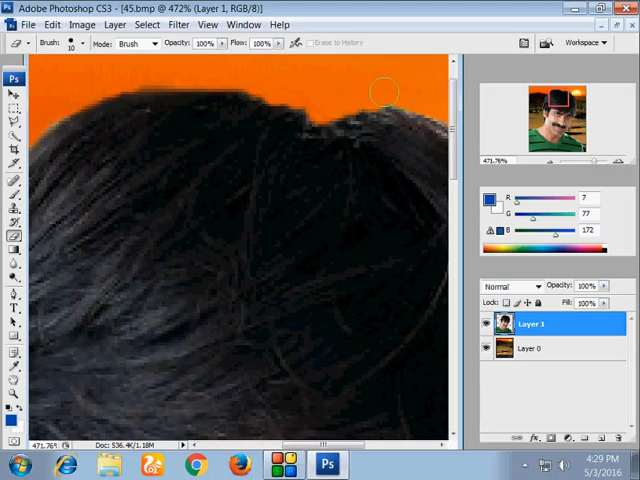 Adobe Photoshop CS3 - [45.bmp @ 472% (Layer 1, RGB/8)]
File Edit Image Layer Select Filter View Window Help
Brush: 10 Mode: Brush Opacity: 100% Flow: 100% Erase to History Workspace
Ps
471.76%
R 7
G 77
B 172
Normal Opacity: 100%
Lock: Fill: 100%
Layer 1
Layer 0
471.76% Doc: 536.4K/1.18M
Ps
4:29 PM
5/3/2016